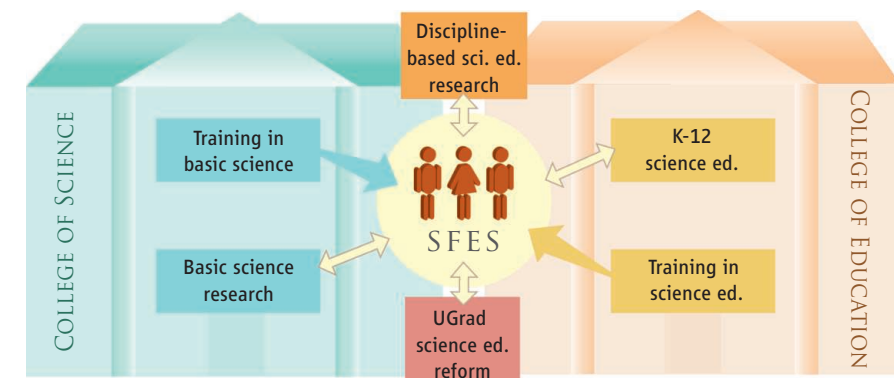 COLLEGE OF SCIENCE
Discipline-
based sci. ed.
research
Training in
basic science
K-12
science ed.
SFES
Basic science
research
Training in
science ed.
UGrad
science ed.
reform
COLLEGE OF EDUCATION